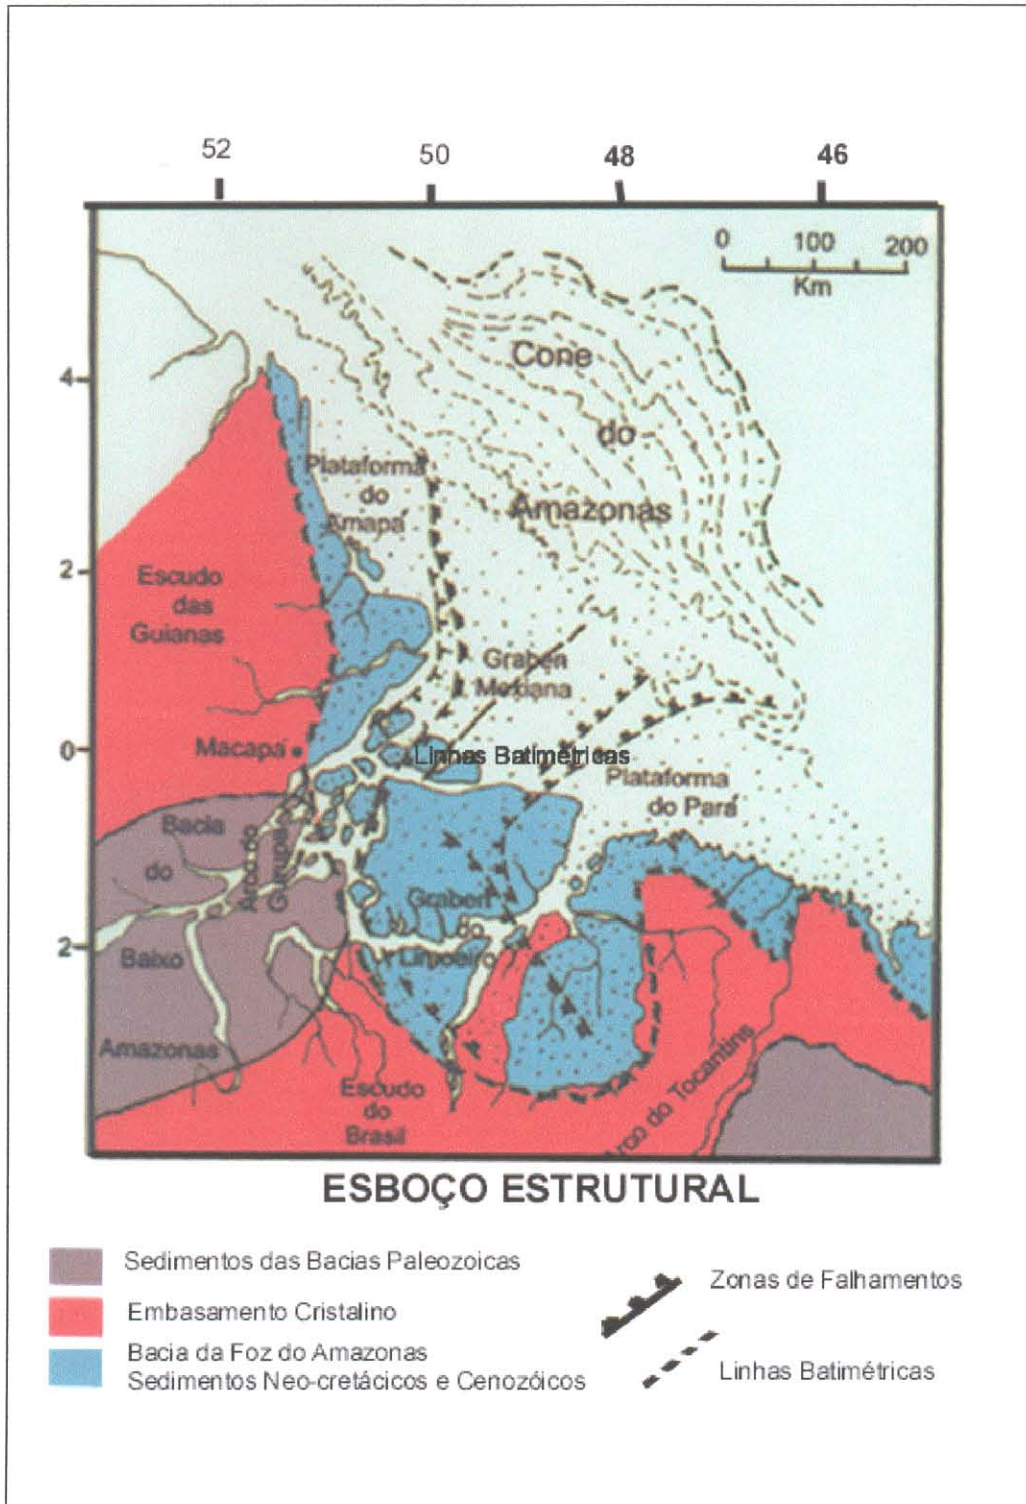 52 50 48 46
0 100 200
Km
4
2
0
2
Cone
do
Amazonas
Plataforma
do
Amapá
Escudo
das
Guianas
Graben
Mexiana
Macapá
Linhas Batimétricas
Plataforma
do Pará
Bacia
do
Baixo
Amazonas
Arco do
Gurupá
Graben
do
Limoeiro
Escudo
do
Brasil
Arco do Tocantins
ESBOÇO ESTRUTURAL
Sedimentos das Bacias Paleozoicas
Embasamento Cristalino
Bacia da Foz do Amazonas
Sedimentos Neo-cretácicos e Cenozóicos
Zonas de Falhamentos
Linhas Batimétricas